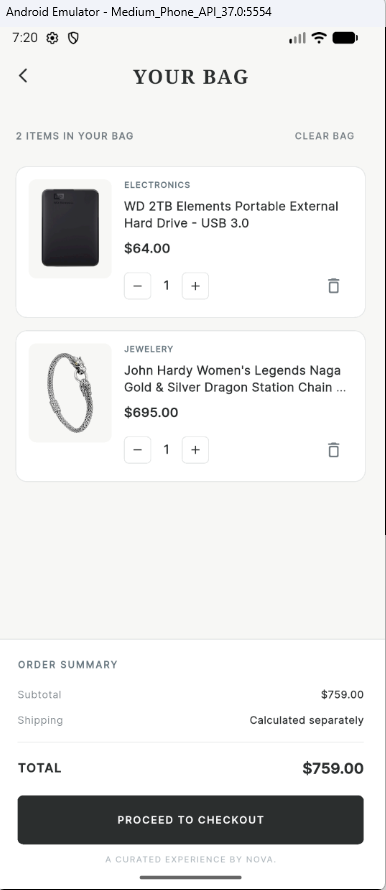 Android Emulator - Medium_Phone_API_37.0:5554
7:20
YOUR BAG
2 ITEMS IN YOUR BAG
CLEAR BAG
ELECTRONICS
WD 2TB Elements Portable External
Hard Drive - USB 3.0
$64.00
− 1 +
JEWELERY
John Hardy Women's Legends Naga
Gold & Silver Dragon Station Chain ...
$695.00
− 1 +
ORDER SUMMARY
Subtotal $759.00
Shipping Calculated separately
TOTAL $759.00
PROCEED TO CHECKOUT
A CURATED EXPERIENCE BY NOVA.